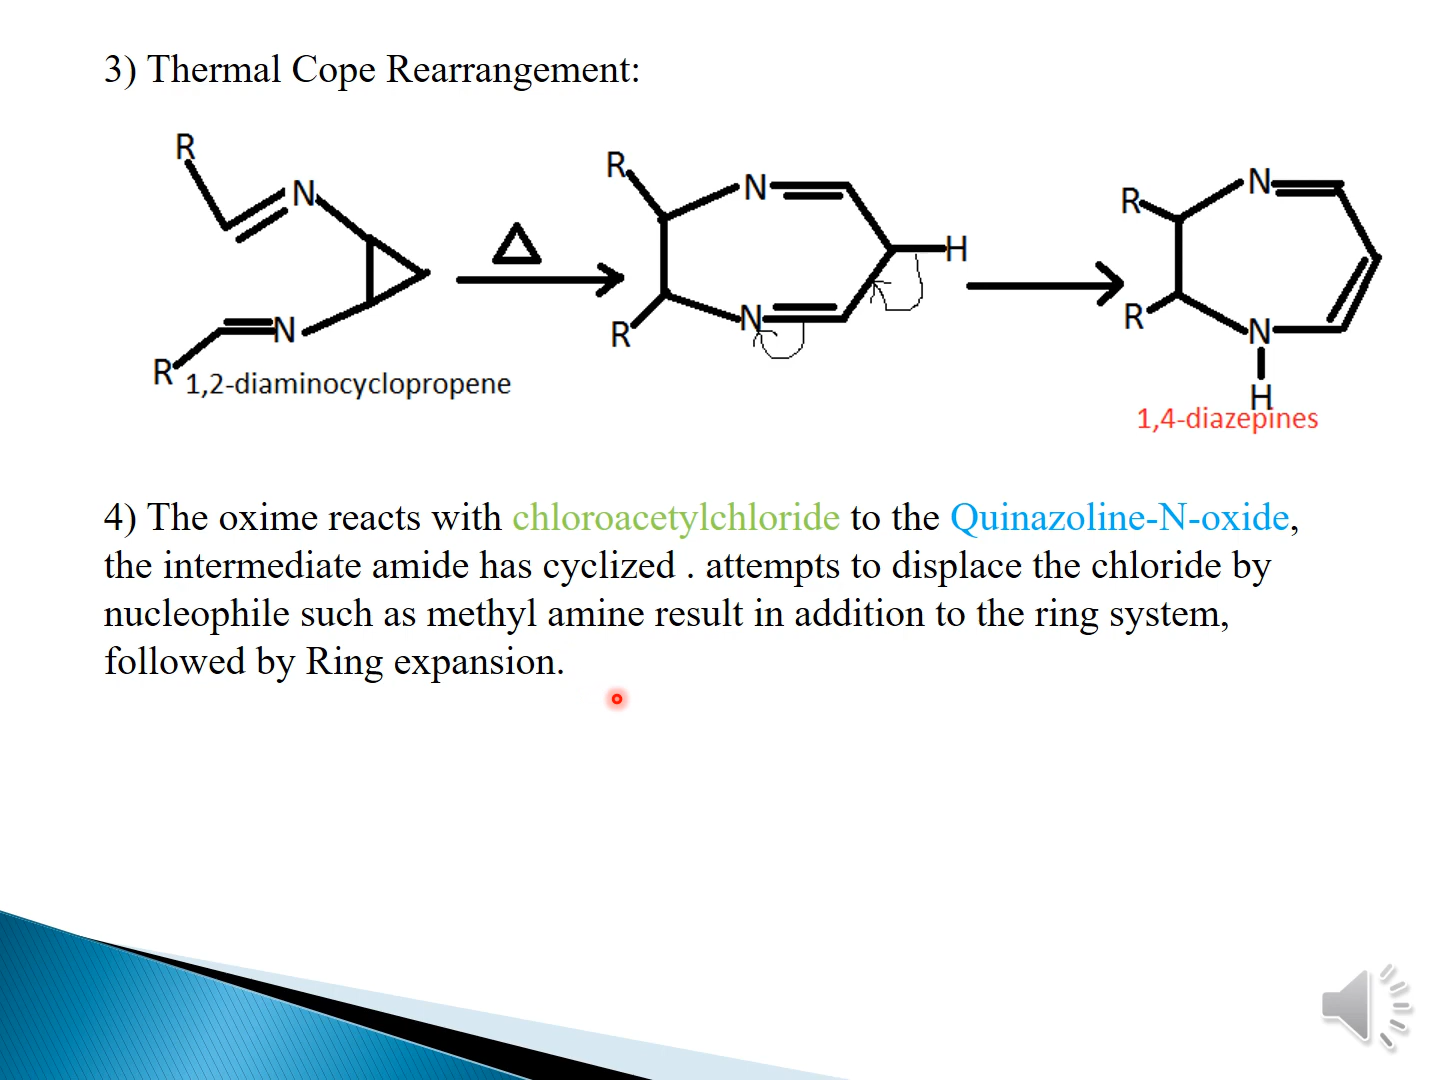 3) Thermal Cope Rearrangement:
R
N
R
N
R
N
H
N
R
R
N
R
N
H
R
1,2-diaminocyclopropene
1,4-diazepines
4) The oxime reacts with chloroacetylchloride to the Quinazoline-N-oxide,
the intermediate amide has cyclized . attempts to displace the chloride by
nucleophile such as methyl amine result in addition to the ring system,
followed by Ring expansion.